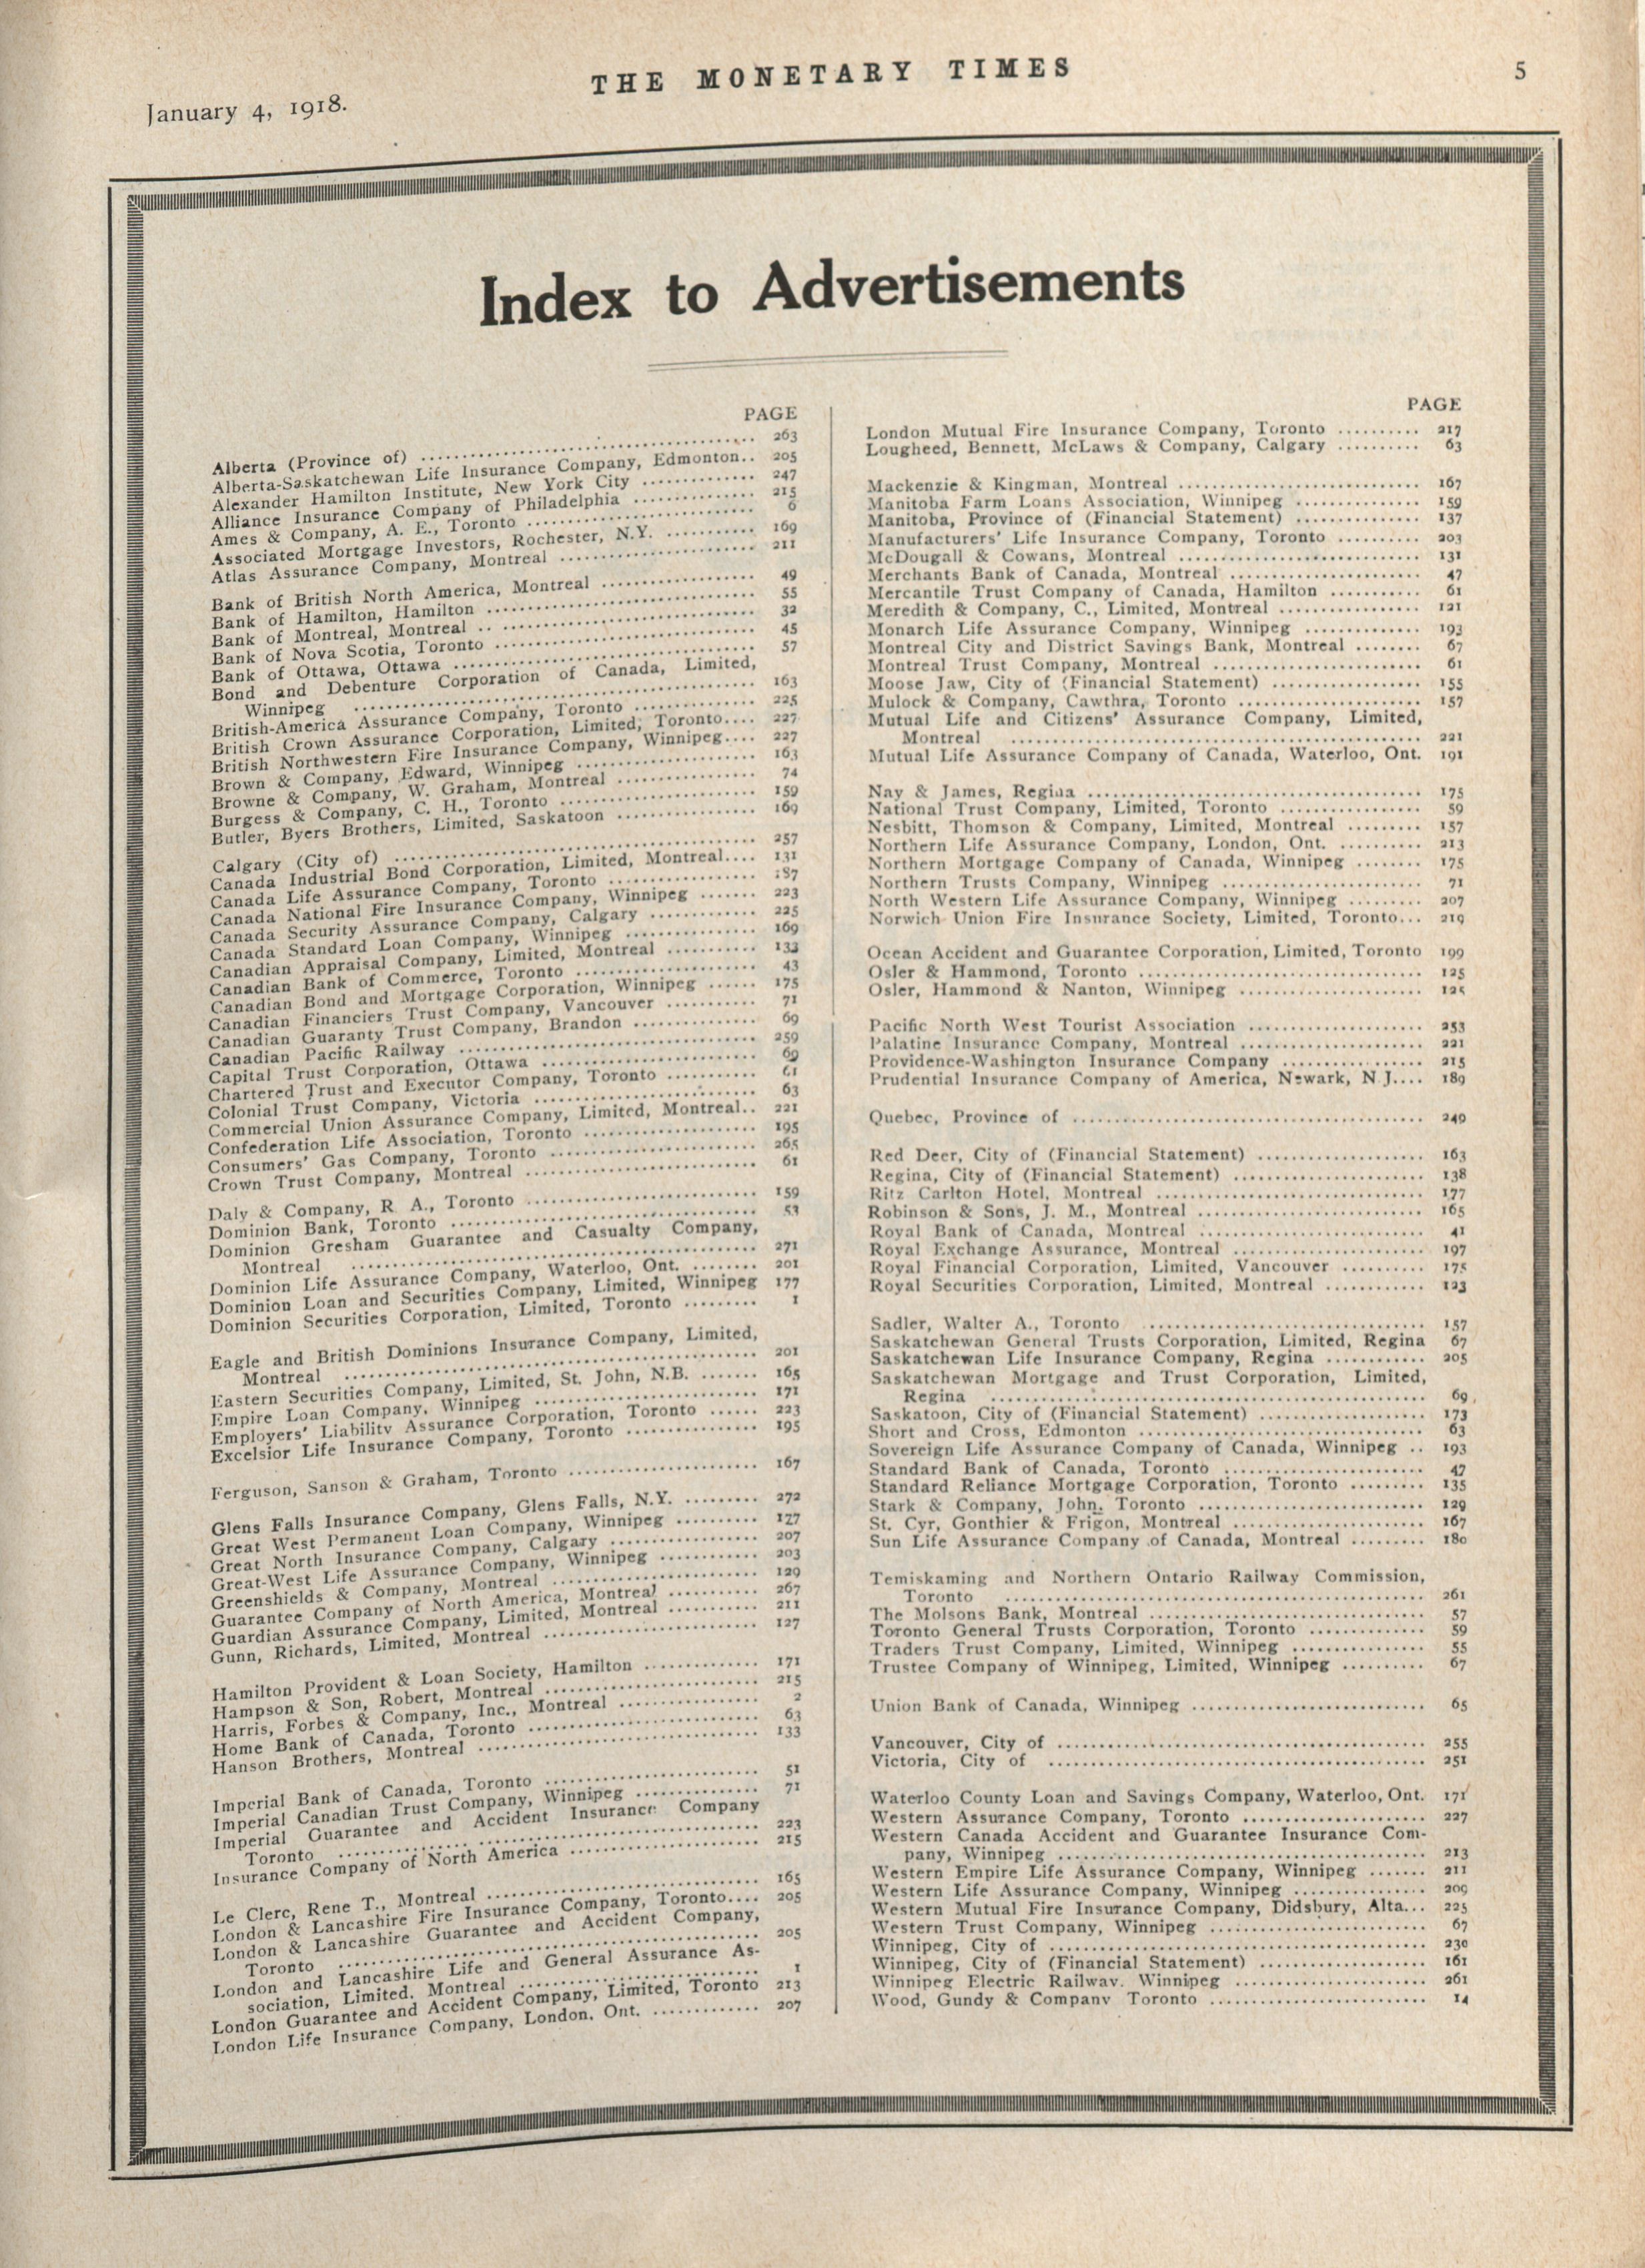 January 4, 1918.
THE MONETARY TIMES
5
Index to Advertisements
PAGE
Alberta (Province of) .......... 263
Alberta-Saskatchewan Life Insurance Company, Edmonton.. 205
Alexander Hamilton Institute, New York City .......... 247
Alliance Insurance Company of Philadelphia .......... 215
Ames & Company, A. E., Toronto .......... 6
Associated Mortgage Investors, Rochester, N.Y. .......... 169
Atlas Assurance Company, Montreal .......... 211
Bank of British North America, Montreal .......... 49
Bank of Hamilton, Hamilton .......... 55
Bank of Montreal, Montreal .......... 32
Bank of Nova Scotia, Toronto .......... 45
Bank of Ottawa, Ottawa .......... 57
Bond and Debenture Corporation of Canada, Limited,
Winnipeg .......... 163
British-America Assurance Company, Toronto .......... 225
British Crown Assurance Corporation, Limited, Toronto.... 227
British Northwestern Fire Insurance Company, Winnipeg.... 227
Brown & Company, Edward, Winnipeg .......... 163
Browne & Company, W. Graham, Montreal .......... 74
Burgess & Company, C. H., Toronto .......... 159
Butler, Byers Brothers, Limited, Saskatoon .......... 169
Calgary (City of) .......... 257
Canada Industrial Bond Corporation, Limited, Montreal.... 131
Canada Life Assurance Company, Toronto .......... 187
Canada National Fire Insurance Company, Winnipeg ....... 223
Canada Security Assurance Company, Calgary .......... 225
Canada Standard Loan Company, Winnipeg .......... 169
Canadian Appraisal Company, Limited, Montreal .......... 133
Canadian Bank of Commerce, Toronto .......... 43
Canadian Bond and Mortgage Corporation, Winnipeg ...... 175
Canadian Financiers Trust Company, Vancouver .......... 71
Canadian Guaranty Trust Company, Brandon .......... 69
Canadian Pacific Railway .......... 259
Capital Trust Corporation, Ottawa .......... 69
Chartered Trust and Executor Company, Toronto .......... 61
Colonial Trust Company, Victoria .......... 63
Commercial Union Assurance Company, Limited, Montreal.. 221
Confederation Life Association, Toronto .......... 195
Consumers' Gas Company, Toronto .......... 265
Crown Trust Company, Montreal .......... 61
Daly & Company, R A., Toronto .......... 159
Dominion Bank, Toronto .......... 53
Dominion Gresham Guarantee and Casualty Company,
Montreal .......... 271
Dominion Life Assurance Company, Waterloo, Ont. ........ 201
Dominion Loan and Securities Company, Limited, Winnipeg 177
Dominion Securities Corporation, Limited, Toronto ......... 1
Eagle and British Dominions Insurance Company, Limited,
Montreal .......... 201
Eastern Securities Company, Limited, St. John, N.B. ....... 165
Empire Loan Company, Winnipeg .......... 171
Employers' Liability Assurance Corporation, Toronto ...... 223
Excelsior Life Insurance Company, Toronto .......... 195
Ferguson, Sanson & Graham, Toronto .......... 167
Glens Falls Insurance Company, Glens Falls, N.Y. ......... 272
Great West Permanent Loan Company, Winnipeg .......... 127
Great North Insurance Company, Calgary .......... 207
Great-West Life Assurance Company, Winnipeg .......... 203
Greenshields & Company, Montreal .......... 129
Guarantee Company of North America, Montreal .......... 267
Guardian Assurance Company, Limited, Montreal .......... 211
Gunn, Richards, Limited, Montreal .......... 127
Hamilton Provident & Loan Society, Hamilton .......... 171
Hampson & Son, Robert, Montreal .......... 215
Harris, Forbes & Company, Inc., Montreal .......... 2
Home Bank of Canada, Toronto .......... 63
Hanson Brothers, Montreal .......... 133
Imperial Bank of Canada, Toronto .......... 51
Imperial Canadian Trust Company, Winnipeg .......... 71
Imperial Guarantee and Accident Insurance Company
Toronto .......... 223
Insurance Company of North America .......... 215
Le Clerc, Rene T., Montreal .......... 165
London & Lancashire Fire Insurance Company, Toronto.... 205
London & Lancashire Guarantee and Accident Company,
Toronto .......... 205
London and Lancashire Life and General Assurance As-
sociation, Limited, Montreal .......... 1
London Guarantee and Accident Company, Limited, Toronto 213
London Life Insurance Company, London, Ont. .......... 207
PAGE
London Mutual Fire Insurance Company, Toronto .......... 217
Lougheed, Bennett, McLaws & Company, Calgary .......... 63
Mackenzie & Kingman, Montreal .......... 167
Manitoba Farm Loans Association, Winnipeg .......... 159
Manitoba, Province of (Financial Statement) .......... 137
Manufacturers' Life Insurance Company, Toronto .......... 203
McDougall & Cowans, Montreal .......... 131
Merchants Bank of Canada, Montreal .......... 47
Mercantile Trust Company of Canada, Hamilton .......... 61
Meredith & Company, C., Limited, Montreal .......... 121
Monarch Life Assurance Company, Winnipeg .......... 193
Montreal City and District Savings Bank, Montreal ........ 67
Montreal Trust Company, Montreal .......... 61
Moose Jaw, City of (Financial Statement) .......... 155
Mulock & Company, Cawthra, Toronto .......... 157
Mutual Life and Citizens' Assurance Company, Limited,
Montreal .......... 221
Mutual Life Assurance Company of Canada, Waterloo, Ont. 191
Nay & James, Regina .......... 175
National Trust Company, Limited, Toronto .......... 59
Nesbitt, Thomson & Company, Limited, Montreal ......... 157
Northern Life Assurance Company, London, Ont. .......... 213
Northern Mortgage Company of Canada, Winnipeg ........ 175
Northern Trusts Company, Winnipeg .......... 71
North Western Life Assurance Company, Winnipeg ......... 207
Norwich Union Fire Insurance Society, Limited, Toronto... 219
Ocean Accident and Guarantee Corporation, Limited, Toronto 199
Osler & Hammond, Toronto .......... 125
Osler, Hammond & Nanton, Winnipeg .......... 125
Pacific North West Tourist Association .......... 253
Palatine Insurance Company, Montreal .......... 221
Providence-Washington Insurance Company .......... 215
Prudential Insurance Company of America, Newark, N J.... 189
Quebec, Province of .......... 249
Red Deer, City of (Financial Statement) .......... 163
Regina, City of (Financial Statement) .......... 138
Ritz Carlton Hotel, Montreal .......... 177
Robinson & Sons, J. M., Montreal .......... 165
Royal Bank of Canada, Montreal .......... 41
Royal Exchange Assurance, Montreal .......... 197
Royal Financial Corporation, Limited, Vancouver .......... 175
Royal Securities Corporation, Limited, Montreal .......... 123
Sadler, Walter A., Toronto .......... 157
Saskatchewan General Trusts Corporation, Limited, Regina 67
Saskatchewan Life Insurance Company, Regina .......... 205
Saskatchewan Mortgage and Trust Corporation, Limited,
Regina .......... 69
Saskatoon, City of (Financial Statement) .......... 173
Short and Cross, Edmonton .......... 63
Sovereign Life Assurance Company of Canada, Winnipeg .. 193
Standard Bank of Canada, Toronto .......... 47
Standard Reliance Mortgage Corporation, Toronto ......... 135
Stark & Company, John, Toronto .......... 129
St. Cyr, Gonthier & Frigon, Montreal .......... 167
Sun Life Assurance Company of Canada, Montreal ......... 180
Temiskaming and Northern Ontario Railway Commission,
Toronto .......... 261
The Molsons Bank, Montreal .......... 57
Toronto General Trusts Corporation, Toronto .......... 59
Traders Trust Company, Limited, Winnipeg .......... 55
Trustee Company of Winnipeg, Limited, Winnipeg .......... 67
Union Bank of Canada, Winnipeg .......... 65
Vancouver, City of .......... 255
Victoria, City of .......... 251
Waterloo County Loan and Savings Company, Waterloo, Ont. 171
Western Assurance Company, Toronto .......... 227
Western Canada Accident and Guarantee Insurance Com-
pany, Winnipeg .......... 213
Western Empire Life Assurance Company, Winnipeg ....... 211
Western Life Assurance Company, Winnipeg .......... 209
Western Mutual Fire Insurance Company, Didsbury, Alta... 225
Western Trust Company, Winnipeg .......... 67
Winnipeg, City of .......... 230
Winnipeg, City of (Financial Statement) .......... 161
Winnipeg Electric Railway, Winnipeg .......... 261
Wood, Gundy & Company Toronto .......... 14